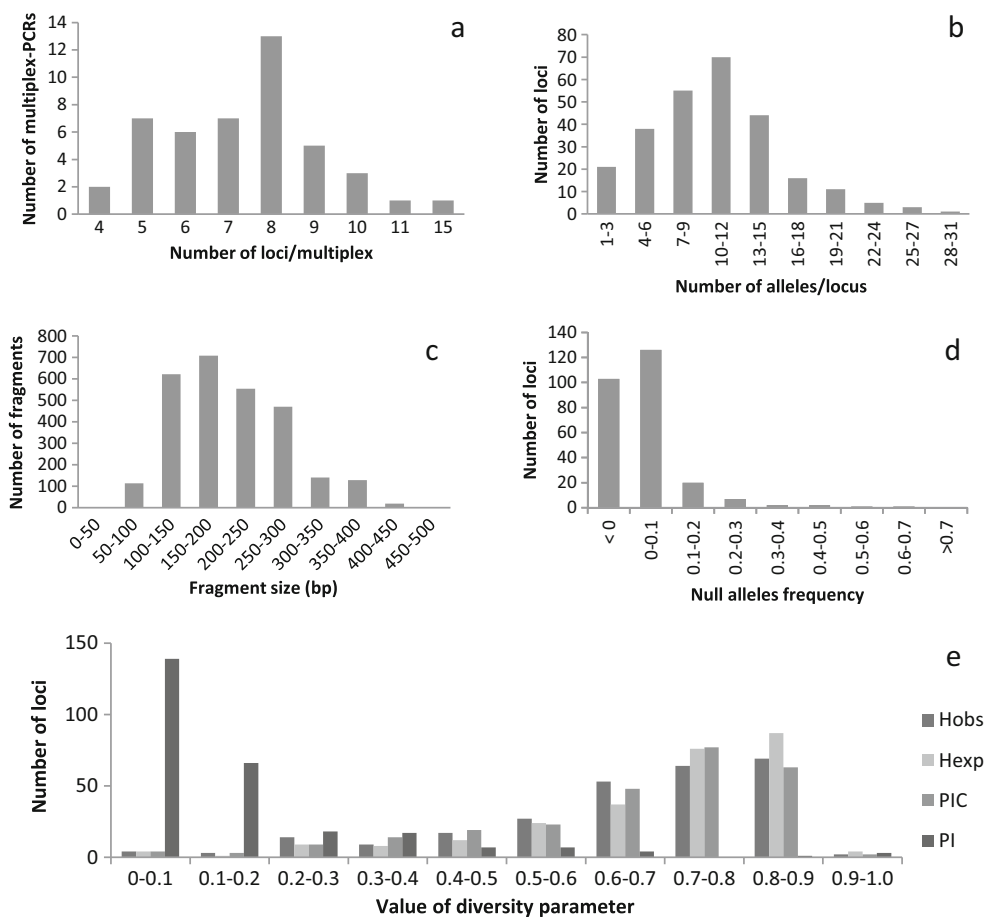 a
Number of multiplex-PCRs
14
12
10
8
6
4
2
0
4 5 6 7 8 9 10 11 15
Number of loci/multiplex
b
Number of loci
80
70
60
50
40
30
20
10
0
1-3 4-6 7-9 10-12 13-15 16-18 19-21 22-24 25-27 28-31
Number of alleles/locus
c
Number of fragments
800
700
600
500
400
300
200
100
0
0-50 50-100 100-150 150-200 200-250 250-300 300-350 350-400 400-450 450-500
Fragment size (bp)
d
Number of loci
140
120
100
80
60
40
20
0
< 0 0-0.1 0.1-0.2 0.2-0.3 0.3-0.4 0.4-0.5 0.5-0.6 0.6-0.7 >0.7
Null alleles frequency
e
Number of loci
150
100
50
0
0-0.1 0.1-0.2 0.2-0.3 0.3-0.4 0.4-0.5 0.5-0.6 0.6-0.7 0.7-0.8 0.8-0.9 0.9-1.0
Value of diversity parameter
Hobs
Hexp
PIC
PI